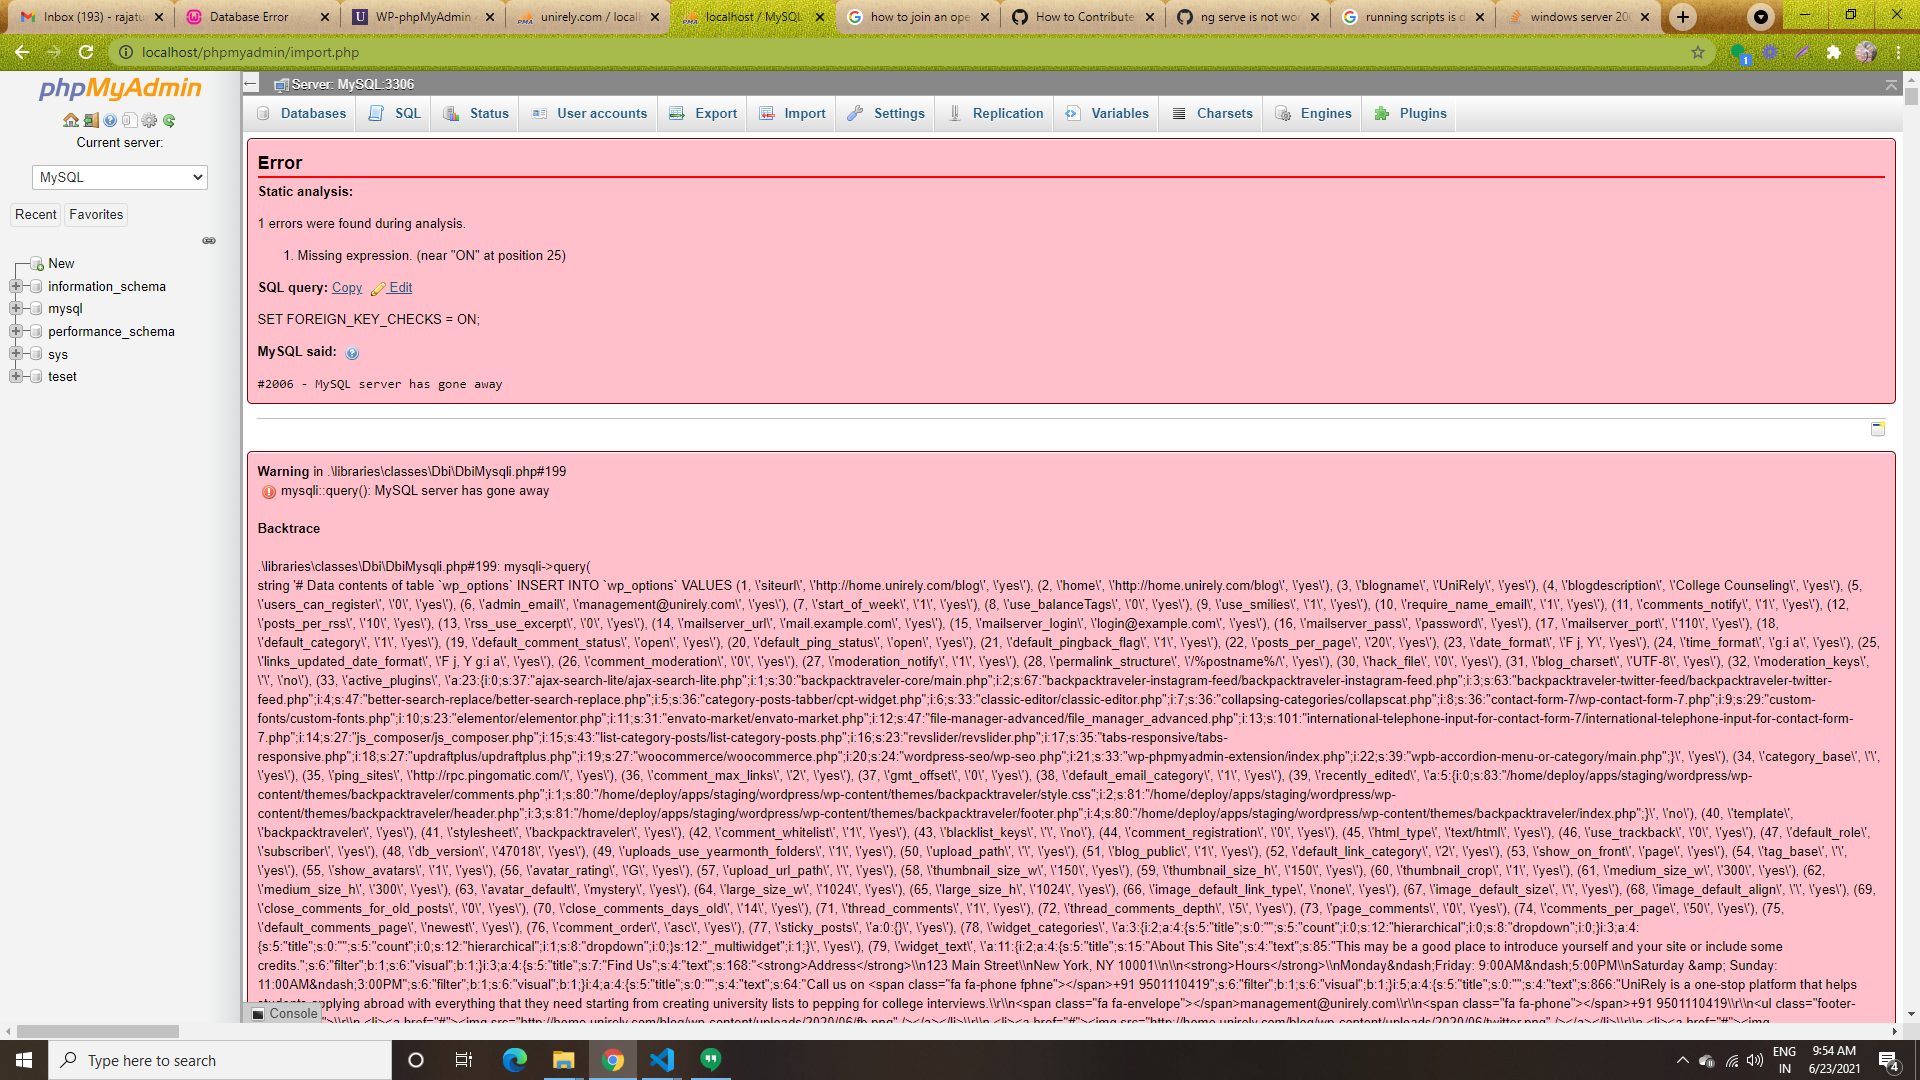 Inbox (193) - rajatu
Database Error
WP-phpMyAdmin
unirely.com / locall
localhost / MySQL
how to join an ope
How to Contribute
ng serve is not wo
running scripts is d
windows server 200
localhost/phpmyadmin/import.php
phpMyAdmin
Current server:
MySQL
Recent
Favorites
New
information_schema
mysql
performance_schema
sys
teset
Server: MySQL:3306
Databases
SQL
Status
User accounts
Export
Import
Settings
Replication
Variables
Charsets
Engines
Plugins
Error
Static analysis:
1 errors were found during analysis.
1. Missing expression. (near "ON" at position 25)
SQL query: Copy Edit
SET FOREIGN_KEY_CHECKS = ON;
MySQL said:
#2006 - MySQL server has gone away
Warning in .\libraries\classes\Dbi\DbiMysqli.php#199
mysqli::query(): MySQL server has gone away
Backtrace
.\libraries\classes\Dbi\DbiMysqli.php#199: mysqli->query(
string '# Data contents of table `wp_options` INSERT INTO `wp_options` VALUES (1, \'siteurl\', \'http://home.unirely.com/blog\', \'yes\'), (2, \'home\', \'http://home.unirely.com/blog\', \'yes\'), (3, \'blogname\', \'UniRely\', \'yes\'), (4, \'blogdescription\', \'College Counseling\', \'yes\'), (5,
\'users_can_register\', \'0\', \'yes\'), (6, \'admin_email\', \'management@unirely.com\', \'yes\'), (7, \'start_of_week\', \'1\', \'yes\'), (8, \'use_balanceTags\', \'0\', \'yes\'), (9, \'use_smilies\', \'1\', \'yes\'), (10, \'require_name_email\', \'1\', \'yes\'), (11, \'comments_notify\', \'1\', \'yes\'), (12,
\'posts_per_rss\', \'10\', \'yes\'), (13, \'rss_use_excerpt\', \'0\', \'yes\'), (14, \'mailserver_url\', \'mail.example.com\', \'yes\'), (15, \'mailserver_login\', \'login@example.com\', \'yes\'), (16, \'mailserver_pass\', \'password\', \'yes\'), (17, \'mailserver_port\', \'110\', \'yes\'), (18,
\'default_category\', \'1\', \'yes\'), (19, \'default_comment_status\', \'open\', \'yes\'), (20, \'default_ping_status\', \'open\', \'yes\'), (21, \'default_pingback_flag\', \'1\', \'yes\'), (22, \'posts_per_page\', \'20\', \'yes\'), (23, \'date_format\', \'F j, Y\', \'yes\'), (24, \'time_format\', \'g:i a\', \'yes\'), (25,
\'links_updated_date_format\', \'F j, Y g:i a\', \'yes\'), (26, \'comment_moderation\', \'0\', \'yes\'), (27, \'moderation_notify\', \'1\', \'yes\'), (28, \'permalink_structure\', \'/%postname%/\', \'yes\'), (30, \'hack_file\', \'0\', \'yes\'), (31, \'blog_charset\', \'UTF-8\', \'yes\'), (32, \'moderation_keys\',
\'\', \'no\'), (33, \'active_plugins\', \'a:23:{i:0;s:37:"ajax-search-lite/ajax-search-lite.php";i:1;s:30:"backpacktraveler-core/main.php";i:2;s:67:"backpacktraveler-instagram-feed/backpacktraveler-instagram-feed.php";i:3;s:63:"backpacktraveler-twitter-feed/backpacktraveler-twitter-
feed.php";i:4;s:47:"better-search-replace/better-search-replace.php";i:5;s:36:"category-posts-tabber/cpt-widget.php";i:6;s:33:"classic-editor/classic-editor.php";i:7;s:36:"collapsing-categories/collapscat.php";i:8;s:36:"contact-form-7/wp-contact-form-7.php";i:9;s:29:"custom-
fonts/custom-fonts.php";i:10;s:23:"elementor/elementor.php";i:11;s:31:"envato-market/envato-market.php";i:12;s:47:"file-manager-advanced/file_manager_advanced.php";i:13;s:101:"international-telephone-input-for-contact-form-7/international-telephone-input-for-contact-form-
7.php";i:14;s:27:"js_composer/js_composer.php";i:15;s:43:"list-category-posts/list-category-posts.php";i:16;s:23:"revslider/revslider.php";i:17;s:35:"tabs-responsive/tabs-
responsive.php";i:18;s:27:"updraftplus/updraftplus.php";i:19;s:27:"woocommerce/woocommerce.php";i:20;s:24:"wordpress-seo/wp-seo.php";i:21;s:33:"wp-phpmyadmin-extension/index.php";i:22;s:39:"wpb-accordion-menu-or-category/main.php";}\', \'yes\'), (34, \'category_base\', \'\',
\'yes\'), (35, \'ping_sites\', \'http://rpc.pingomatic.com/\', \'yes\'), (36, \'comment_max_links\', \'2\', \'yes\'), (37, \'gmt_offset\', \'0\', \'yes\'), (38, \'default_email_category\', \'1\', \'yes\'), (39, \'recently_edited\', \'a:5:{i:0;s:83:"/home/deploy/apps/staging/wordpress/wp-
content/themes/backpacktraveler/comments.php";i:1;s:80:"/home/deploy/apps/staging/wordpress/wp-content/themes/backpacktraveler/style.css";i:2;s:81:"/home/deploy/apps/staging/wordpress/wp-
content/themes/backpacktraveler/header.php";i:3;s:81:"/home/deploy/apps/staging/wordpress/wp-content/themes/backpacktraveler/footer.php";i:4;s:80:"/home/deploy/apps/staging/wordpress/wp-content/themes/backpacktraveler/index.php";}\', \'no\'), (40, \'template\',
\'backpacktraveler\', \'yes\'), (41, \'stylesheet\', \'backpacktraveler\', \'yes\'), (42, \'comment_whitelist\', \'1\', \'yes\'), (43, \'blacklist_keys\', \'\', \'no\'), (44, \'comment_registration\', \'0\', \'yes\'), (45, \'html_type\', \'text/html\', \'yes\'), (46, \'use_trackback\', \'0\', \'yes\'), (47, \'default_role\',
\'subscriber\', \'yes\'), (48, \'db_version\', \'47018\', \'yes\'), (49, \'uploads_use_yearmonth_folders\', \'1\', \'yes\'), (50, \'upload_path\', \'\', \'yes\'), (51, \'blog_public\', \'1\', \'yes\'), (52, \'default_link_category\', \'2\', \'yes\'), (53, \'show_on_front\', \'page\', \'yes\'), (54, \'tag_base\', \'\',
\'yes\'), (55, \'show_avatars\', \'1\', \'yes\'), (56, \'avatar_rating\', \'G\', \'yes\'), (57, \'upload_url_path\', \'\', \'yes\'), (58, \'thumbnail_size_w\', \'150\', \'yes\'), (59, \'thumbnail_size_h\', \'150\', \'yes\'), (60, \'thumbnail_crop\', \'1\', \'yes\'), (61, \'medium_size_w\', \'300\', \'yes\'), (62,
\'medium_size_h\', \'300\', \'yes\'), (63, \'avatar_default\', \'mystery\', \'yes\'), (64, \'large_size_w\', \'1024\', \'yes\'), (65, \'large_size_h\', \'1024\', \'yes\'), (66, \'image_default_link_type\', \'none\', \'yes\'), (67, \'image_default_size\', \'\', \'yes\'), (68, \'image_default_align\', \'\', \'yes\'), (69,
\'close_comments_for_old_posts\', \'0\', \'yes\'), (70, \'close_comments_days_old\', \'14\', \'yes\'), (71, \'thread_comments\', \'1\', \'yes\'), (72, \'thread_comments_depth\', \'5\', \'yes\'), (73, \'page_comments\', \'0\', \'yes\'), (74, \'comments_per_page\', \'50\', \'yes\'), (75,
\'default_comments_page\', \'newest\', \'yes\'), (76, \'comment_order\', \'asc\', \'yes\'), (77, \'sticky_posts\', \'a:0:{}\', \'yes\'), (78, \'widget_categories\', \'a:3:{i:2;a:4:{s:5:"title";s:0:"";s:5:"count";i:0;s:12:"hierarchical";i:0;s:8:"dropdown";i:0;}i:3;a:4:
{s:5:"title";s:0:"";s:5:"count";i:0;s:12:"hierarchical";i:1;s:8:"dropdown";i:0;}s:12:"_multiwidget";i:1;}\', \'yes\'), (79, \'widget_text\', \'a:11:{i:2;a:4:{s:5:"title";s:15:"About This Site";s:4:"text";s:85:"This may be a good place to introduce yourself and your site or include some
credits.";s:6:"filter";b:1;s:6:"visual";b:1;}i:3;a:4:{s:5:"title";s:7:"Find Us";s:4:"text";s:168:"<strong>Address</strong>\\n123 Main Street\\nNew York, NY 10001\\n\\n<strong>Hours</strong>\\nMonday&ndash;Friday: 9:00AM&ndash;5:00PM\\nSaturday &amp; Sunday:
11:00AM&ndash;3:00PM";s:6:"filter";b:1;s:6:"visual";b:1;}i:4;a:4:{s:5:"title";s:0:"";s:4:"text";s:64:"Call us on <span class="fa fa-phone fphne"></span>+91 9501110419";s:6:"filter";b:1;s:6:"visual";b:1;}i:5;a:4:{s:5:"title";s:0:"";s:4:"text";s:866:"UniRely is a one-stop platform that helps
students applying abroad with everything that they need starting from creating university lists to pepping for college interviews.\\r\\n<span class="fa fa-envelope"></span>management@unirely.com\\r\\n<span class="fa fa-phone"></span>+91 9501110419\\r\\n<ul class="footer-
">\\r\\n <li><a href="#"><img src="http://home.unirely.com/blog/wp-content/uploads/2020/06/fb.png" /></a></li>\\r\\n <li><a href="#"><img src="http://home.unirely.com/blog/wp-content/uploads/2020/06/twitter.png" /></a></li>\\r\\n <li><a href="#"><img
Console
Type here to search
ENG
IN
9:54 AM
6/23/2021
4